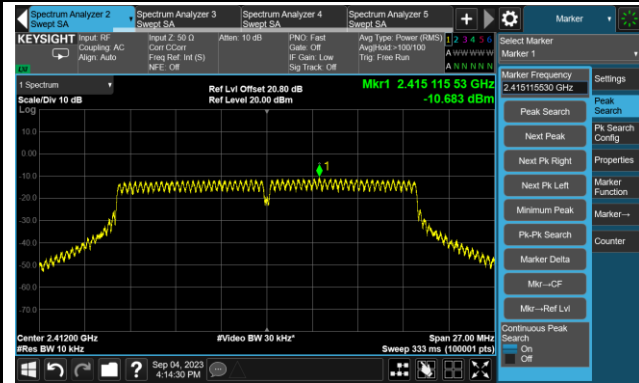 Spectrum Analyzer 2
Swept SA
Spectrum Analyzer 3
Swept SA
Spectrum Analyzer 4
Swept SA
Spectrum Analyzer 5
Swept SA
+
Marker
KEYSIGHT
Input: RF
Coupling: AC
Align: Auto
Input Z: 50 Ω
Corr CCorr
Freq Ref: Int (S)
NFE: Off
Atten: 10 dB
PNO: Fast
Gate: Off
IF Gain: Low
Sig Track: Off
Avg Type: Power (RMS)
Avg|Hold:>100/100
Trig: Free Run
1 2 3 4 5 6
A W W W W W
A N N N N N
Select Marker
Marker 1
LXI
1 Spectrum
Scale/Div 10 dB
Log
Ref Lvl Offset 20.80 dB
Ref Level 20.00 dBm
Mkr1 2.415 115 53 GHz
-10.683 dBm
10.0
0.00
-10.0
-20.0
-30.0
-40.0
-50.0
-60.0
-70.0
1
Center 2.41200 GHz
#Res BW 10 kHz
#Video BW 30 kHz*
Span 27.00 MHz
Sweep 333 ms (100001 pts)
Marker Frequency
2.415115530 GHz
Peak Search
Next Peak
Next Pk Right
Next Pk Left
Minimum Peak
Pk-Pk Search
Marker Delta
Mkr→CF
Mkr→Ref Lvl
Continuous Peak
Search
On
Off
Settings
Peak
Search
Pk Search
Config
Properties
Marker
Function
Marker→
Counter
?
Sep 04, 2023
4:14:30 PM